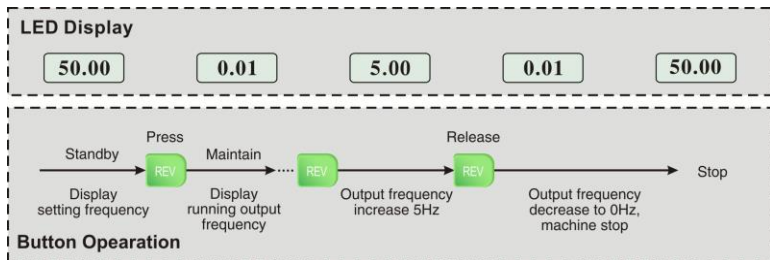 LED Display
50.00 0.01 5.00 0.01 50.00
Press Release
Standby Maintain
REV REV REV Stop
Display
setting frequency
Display
running output
frequency
Output frequency
increase 5Hz
Output frequency
decrease to 0Hz,
machine stop
Button Opearation